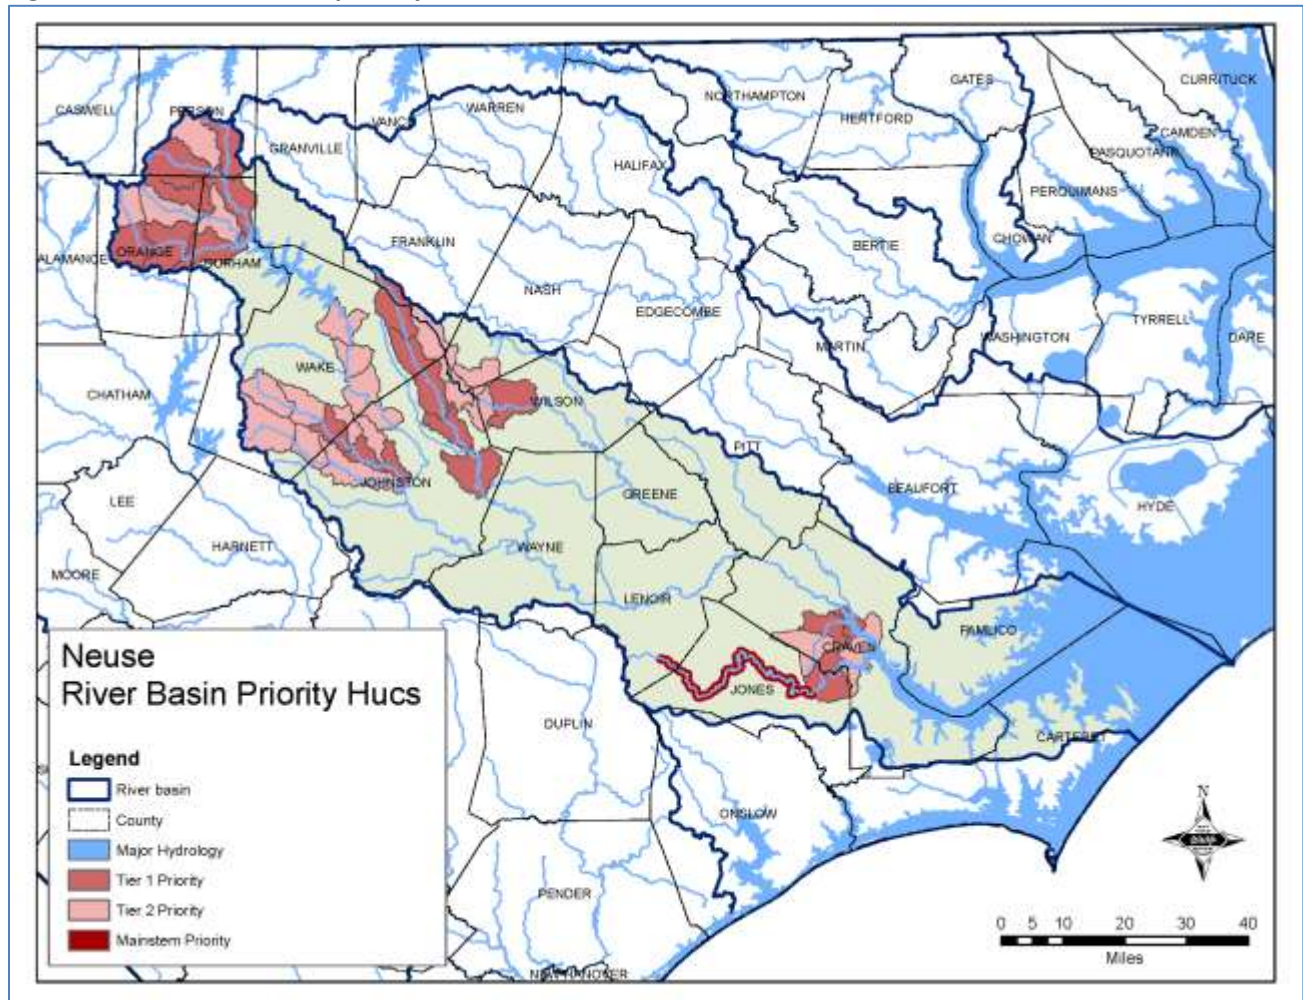 GATES
CURRITUCK
NORTHAMPTON
CASWELL
PERSON
WARREN
HERTFORD
VANC
CAMDEN
GRANVILLE
PASQUOTANK
HALIFAX
PERQUIMANS
FRANKLIN
CHOWAN
BERTIE
ORANGE
ALAMANCE
DURHAM
NASH
EDGECOMBE
TYRRELL
WASHINGTON
DARE
MARTIN
WAKE
CHATHAM
WILSON
PITT
JOHNSTON
BEAUFORT
GREENE
LEE
HYDE
HARNETT
WAYNE
MOORE
LENOIR
PAMLICO
CRAVEN
JONES
DUPLIN
CARTERET
ONSLOW
PENDER
NEW HANOVER
Neuse
River Basin Priority Hucs
Legend
River basin
County
Major Hydrology
Tier 1 Priority
Tier 2 Priority
Mainstem Priority
N
0 5 10 20 30 40
Miles